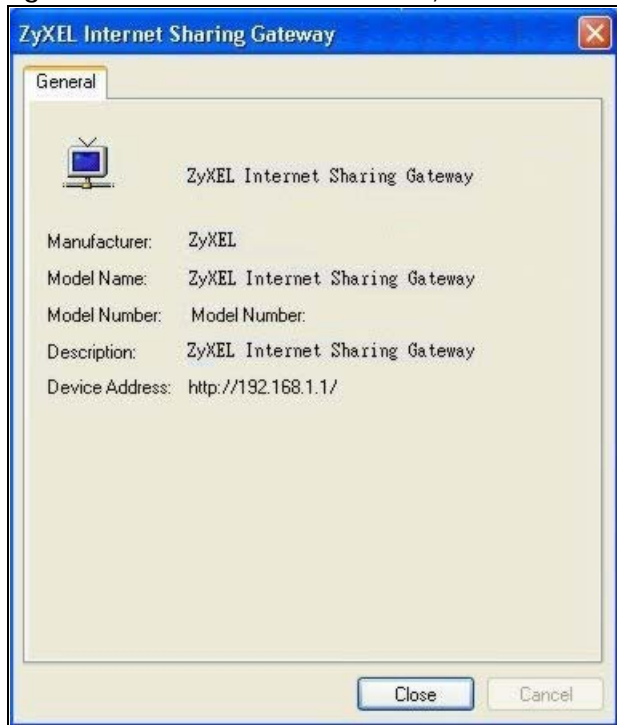 ZyXEL Internet Sharing Gateway
General
ZyXEL Internet Sharing Gateway
Manufacturer: ZyXEL
Model Name: ZyXEL Internet Sharing Gateway
Model Number: Model Number:
Description: ZyXEL Internet Sharing Gateway
Device Address: http://192.168.1.1/
Close Cancel